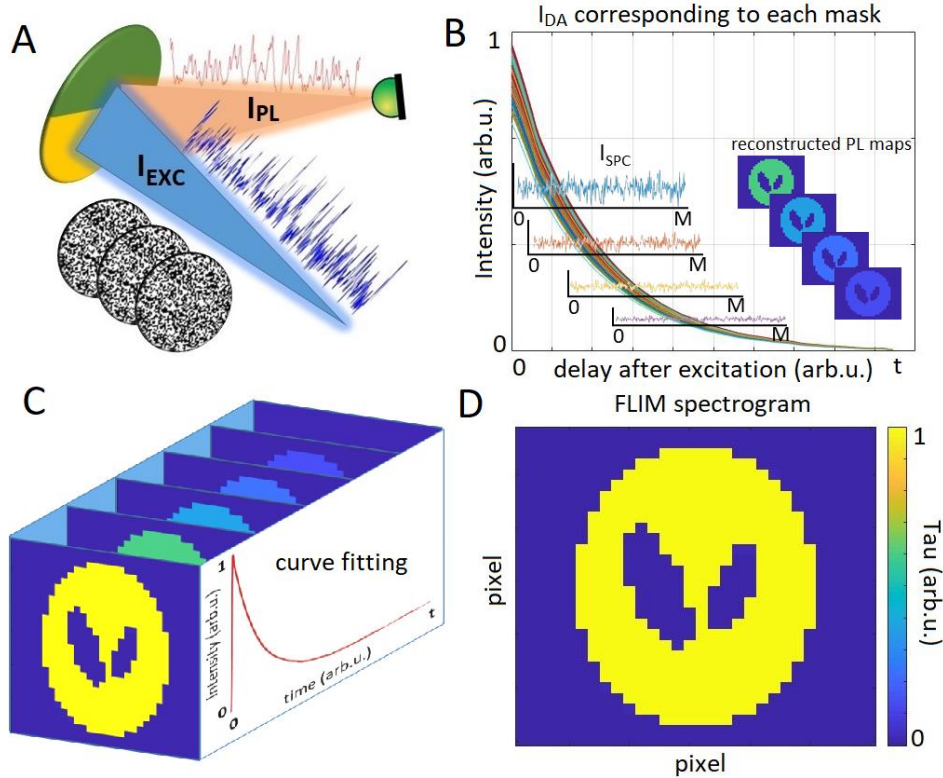 A
I_PL
I_EXC
B
I_DA corresponding to each mask
1
Intensity (arb.u.)
I_SPC
reconstructed PL maps
0 M
0 M
0 M
0 M
0
0 delay after excitation (arb.u.) t
C
1
curve fitting
Intensity (arb.u.)
t
time (arb.u.)
0
0
D
FLIM spectrogram
1
pixel
Tau (arb.u.)
0
pixel